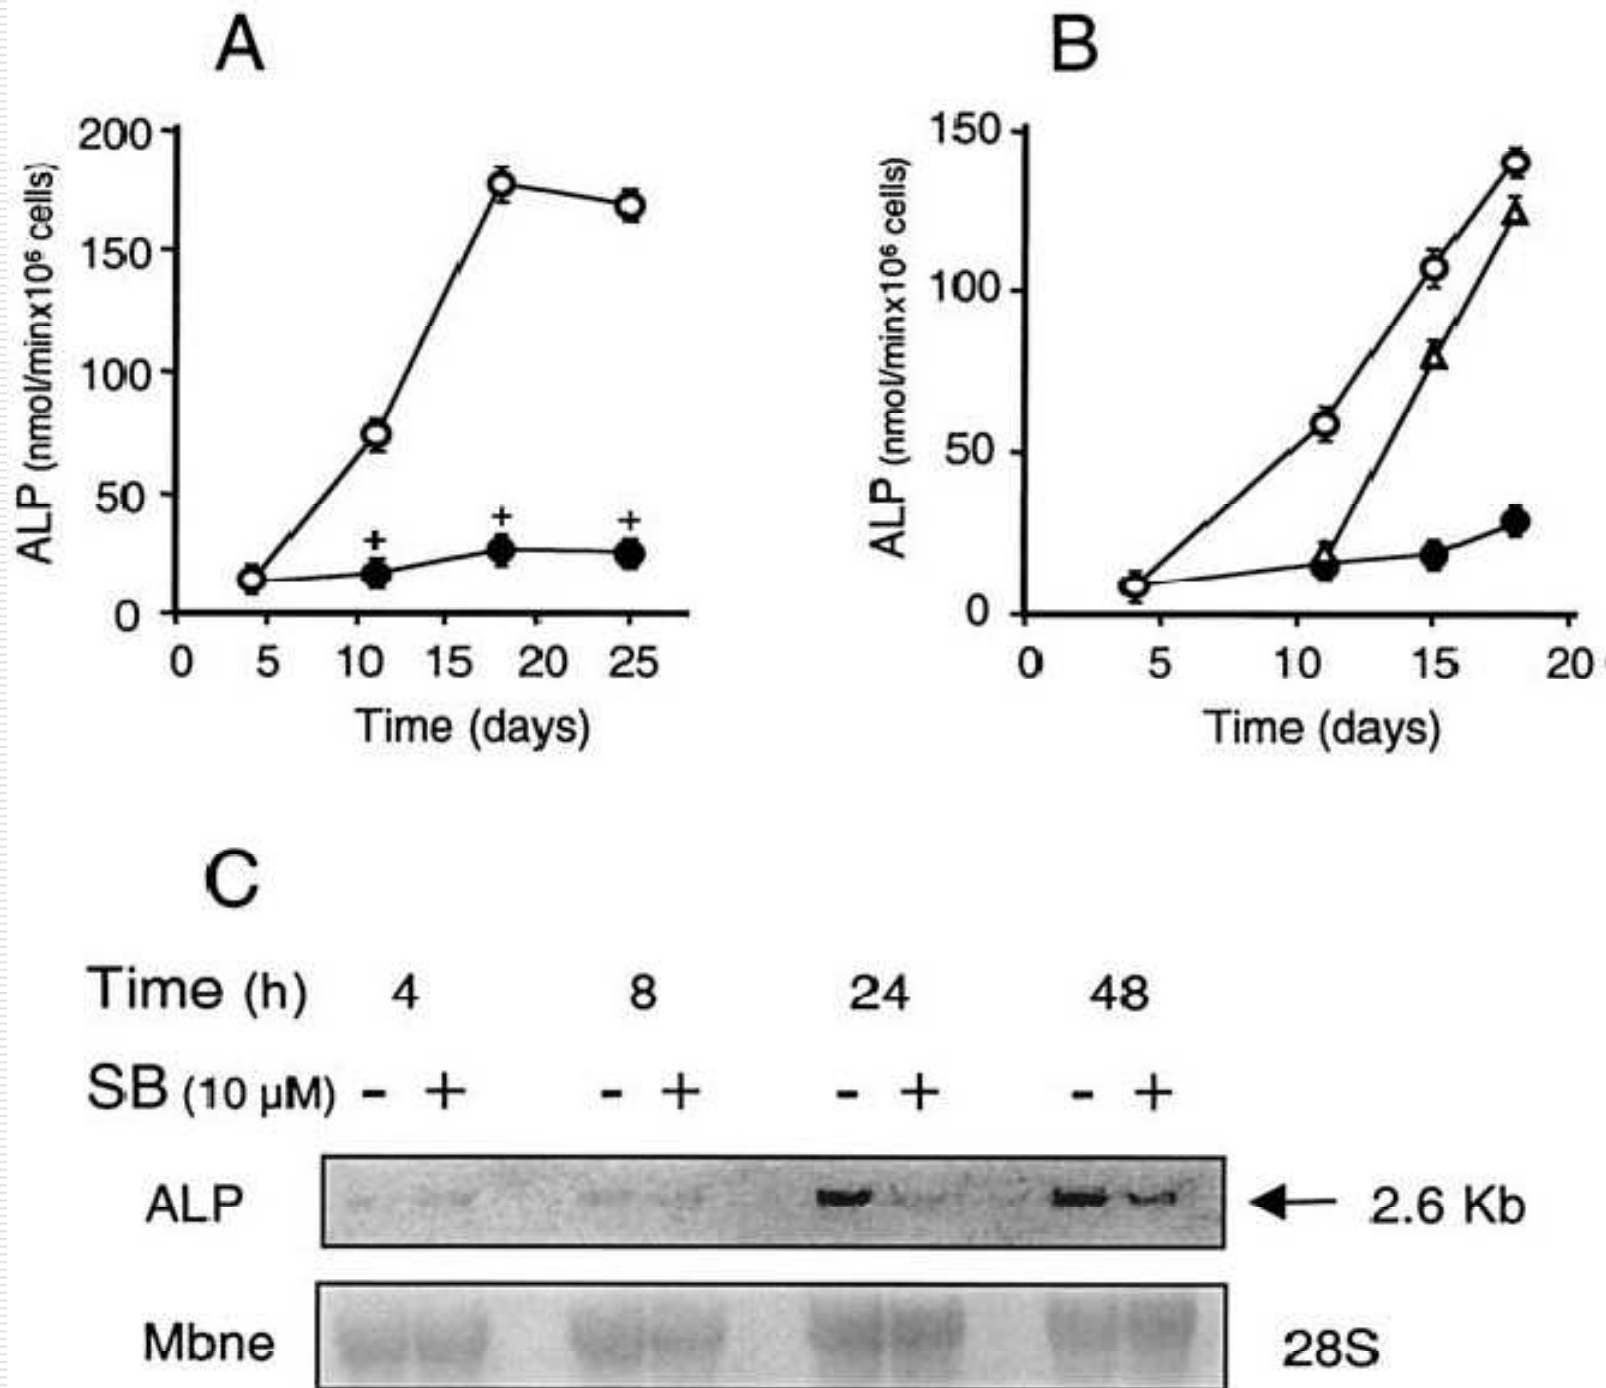 A
B
200
150
100
50
0
ALP (nmol/minx10⁶ cells)
0 5 10 15 20 25
Time (days)
+ + +
150
100
50
0
ALP (nmol/minx10⁶ cells)
0 5 10 15 20
Time (days)
C
Time (h) 4 8 24 48
SB (10 µM) - + - + - + - +
ALP 2.6 Kb
Mbne 28S